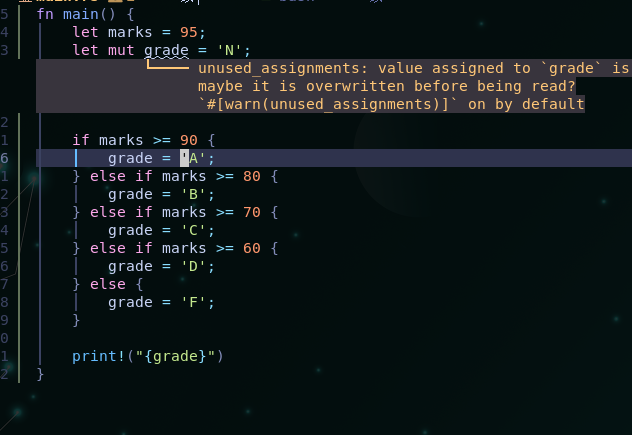 5 fn main() {
4 let marks = 95;
3 let mut grade = 'N';
unused_assignments: value assigned to `grade` is
maybe it is overwritten before being read?
`#[warn(unused_assignments)]` on by default
2
1 if marks >= 90 {
6 grade = 'A';
1 } else if marks >= 80 {
2 grade = 'B';
3 } else if marks >= 70 {
4 grade = 'C';
5 } else if marks >= 60 {
6 grade = 'D';
7 } else {
8 grade = 'F';
9 }
0
1 print!("{grade}")
2 }